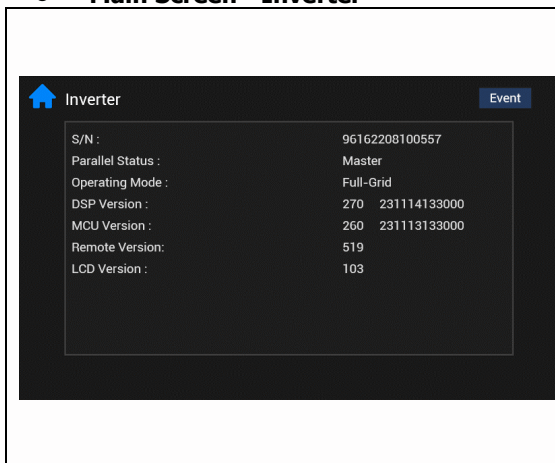 Main Screen - Inverter
Inverter Event
S/N : 96162208100557
Parallel Status : Master
Operating Mode : Full-Grid
DSP Version : 270 231114133000
MCU Version : 260 231113133000
Remote Version: 519
LCD Version : 103